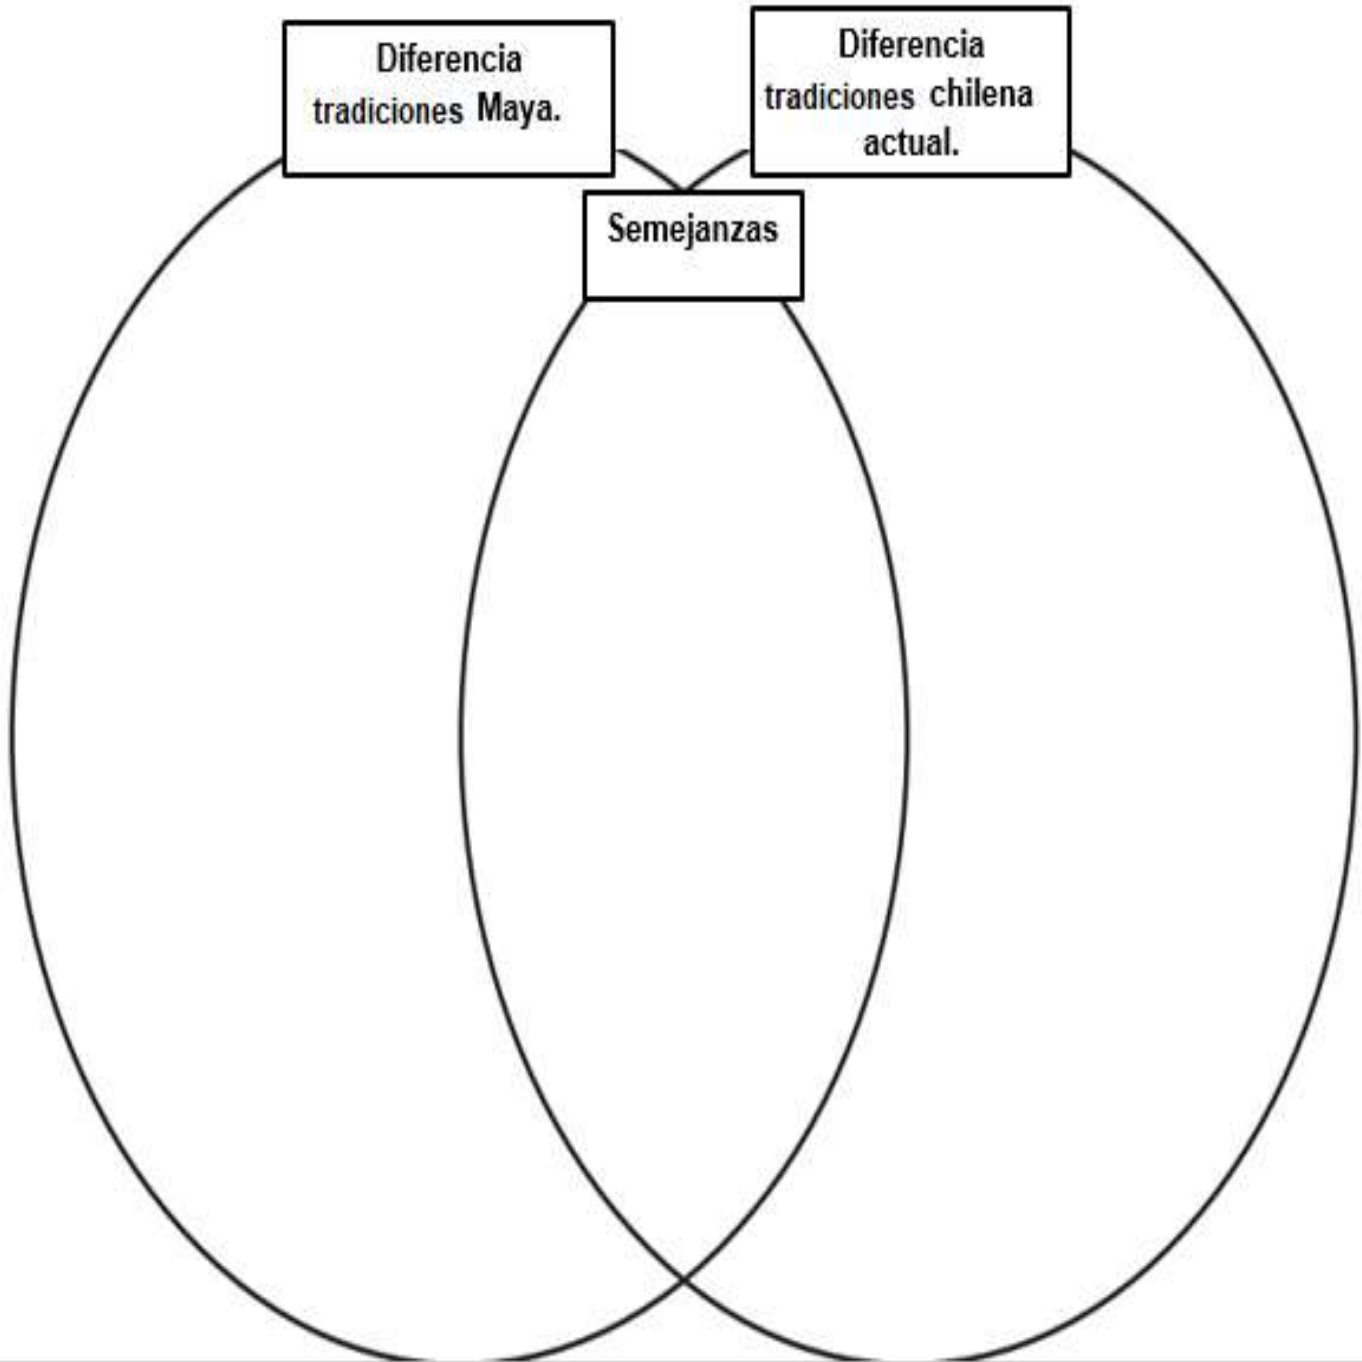 Diferencia
tradiciones Maya.
Diferencia
tradiciones chilena
actual.
Semejanzas